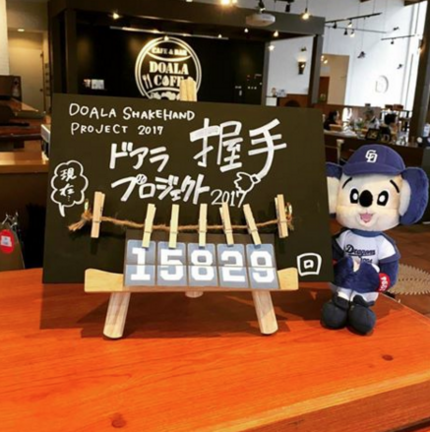 CAFE & BAR
DOALA
CAFE
DOALA SHAKEHAND
PROJECT 2017
ドアラ 握手
プロジェクト 2017
現在
15829
回
CD
Dragons